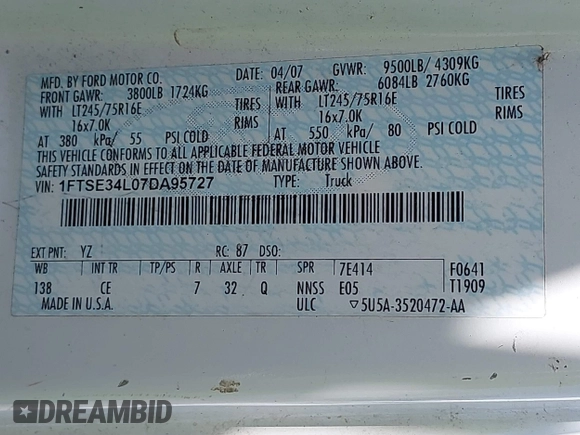 MFD. BY FORD MOTOR CO.
DATE: 04/07 GVWR: 9500LB/ 4309KG
FRONT GAWR: 3800LB 1724KG
REAR GAWR: 6084LB 2760KG
WITH LT245/75R16E TIRES
WITH LT245/75R16E TIRES
16x7.0K RIMS
16x7.0K RIMS
AT 380 kPa/ 55 PSI COLD
AT 550 kPa/ 80 PSI COLD
THIS VEHICLE CONFORMS TO ALL APPLICABLE FEDERAL MOTOR VEHICLE
SAFETY STANDARDS IN EFFECT ON THE DATE OF MANUFACTURE SHOWN ABOVE.
VIN: 1FTSE34L07DA95727 TYPE: Truck
EXT PNT: YZ RC: 87 DSO:
WB INT TR TP/PS R AXLE TR SPR 7E414 F0641
138 CE 7 32 Q NNSS E05 T1909
MADE IN U.S.A. ULC ▽5U5A-3520472-AA
DREAMBID